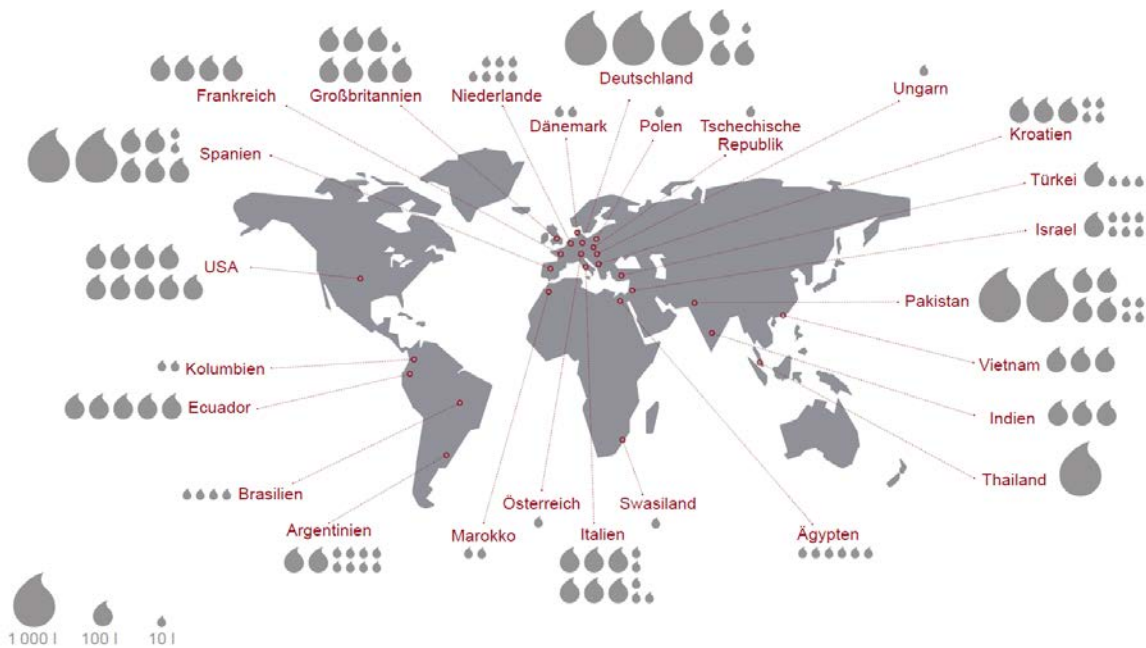 Deutschland
Frankreich
Großbritannien
Niederlande
Ungarn
Dänemark
Polen
Tschechische
Republik
Kroatien
Spanien
Türkei
Israel
USA
Pakistan
Kolumbien
Vietnam
Ecuador
Indien
Thailand
Brasilien
Österreich
Swasiland
Argentinien
Marokko
Italien
Ägypten
1 000 l
100 l
10 l